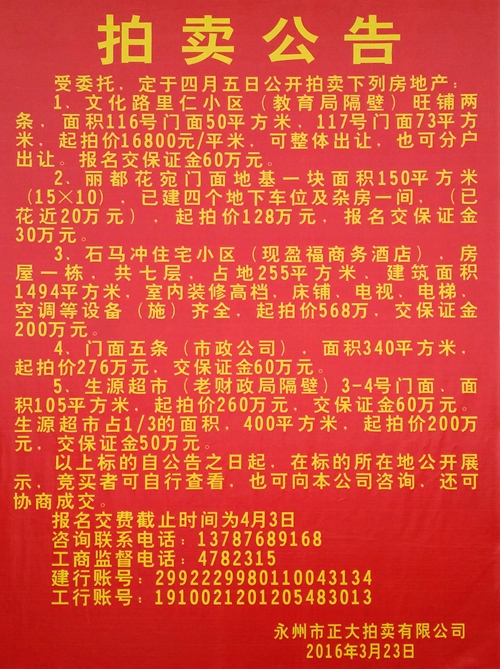 拍卖公告
受委托，定于四月五日公开拍卖下列房地产：
1、文化路里仁小区（教育局隔壁）旺铺两
条，面积116号门面50平方米，117号门面73平方
米，起拍价16800元/平米，可整体出让，也可分户
出让。报名交保证金60万元。
2、丽都花宛门面地基一块面积150平方米
（15×10），已建四个地下车位及杂房一间，（已
花近20万元），起拍价128万元，报名交保证金
30万元。
3、石马冲住宅小区（现盈福商务酒店），房
屋一栋，共七层，占地255平方米，建筑面积
1494平方米，室内装修高档，床铺、电视、电梯、
空调等设备（施）齐全，起拍价568万，交保证金
200万元。
4、门面五条（市政公司），面积340平方米，
起拍价276万元，交保证金60万元。
5、生源超市（老财政局隔壁）3-4号门面，面
积105平方米，起拍价260万元，交保证金60万元。
生源超市占1/3的面积，400平方米，起拍价200万
元，交保证金50万元。
以上标的自公告之日起，在标的所在地公开展
示，竞买者可自行查看，也可向本公司咨询，还可
协商成交。
报名交费截止时间为4月3日
咨询联系电话：13787689168
工商监督电话：4782315
建行账号：2992229980110043134
工行账号：1910021201205483013
永州市正大拍卖有限公司
2016年3月23日